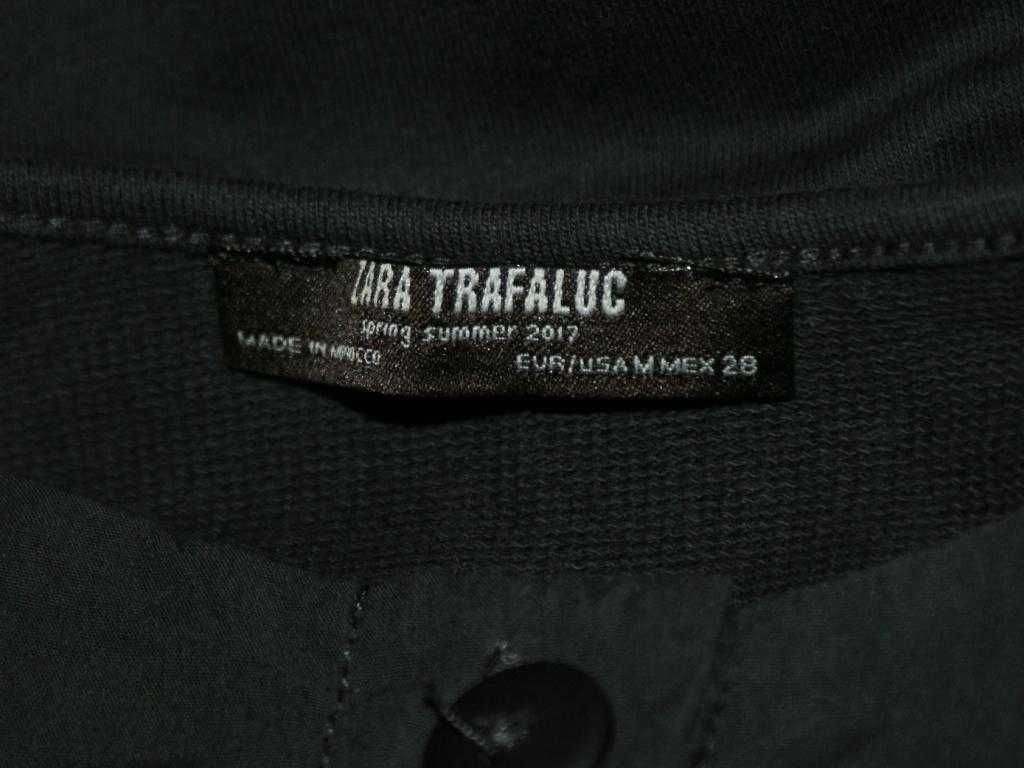 ZARA TRAFALUC
spring-summer 2017
MADE IN MOROCCO
EUR/USA M MEX 28